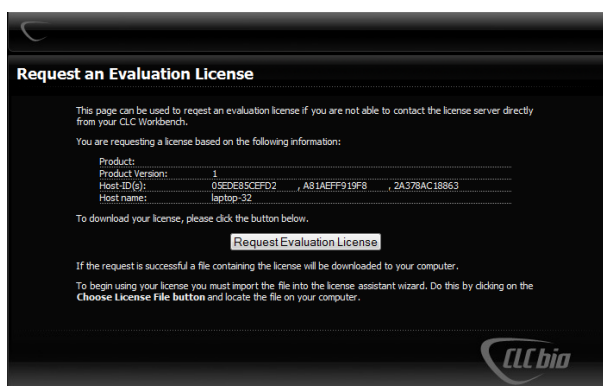 Request an Evaluation License
This page can be used to reqest an evaluation license if you are not able to contact the license server directly
from your CLC Workbench.
You are requesting a license based on the following information:
Product:
Product Version: 1
Host-ID(s): 05EDE85CEFD2 , A81AEFF919F8 , 2A378AC18863
Host name: laptop-32
To download your license, please click the button below.
Request Evaluation License
If the request is successful a file containing the license will be downloaded to your computer.
To begin using your license you must import the file into the license assistant wizard. Do this by clicking on the
Choose License File button and locate the file on your computer.
CLC bio